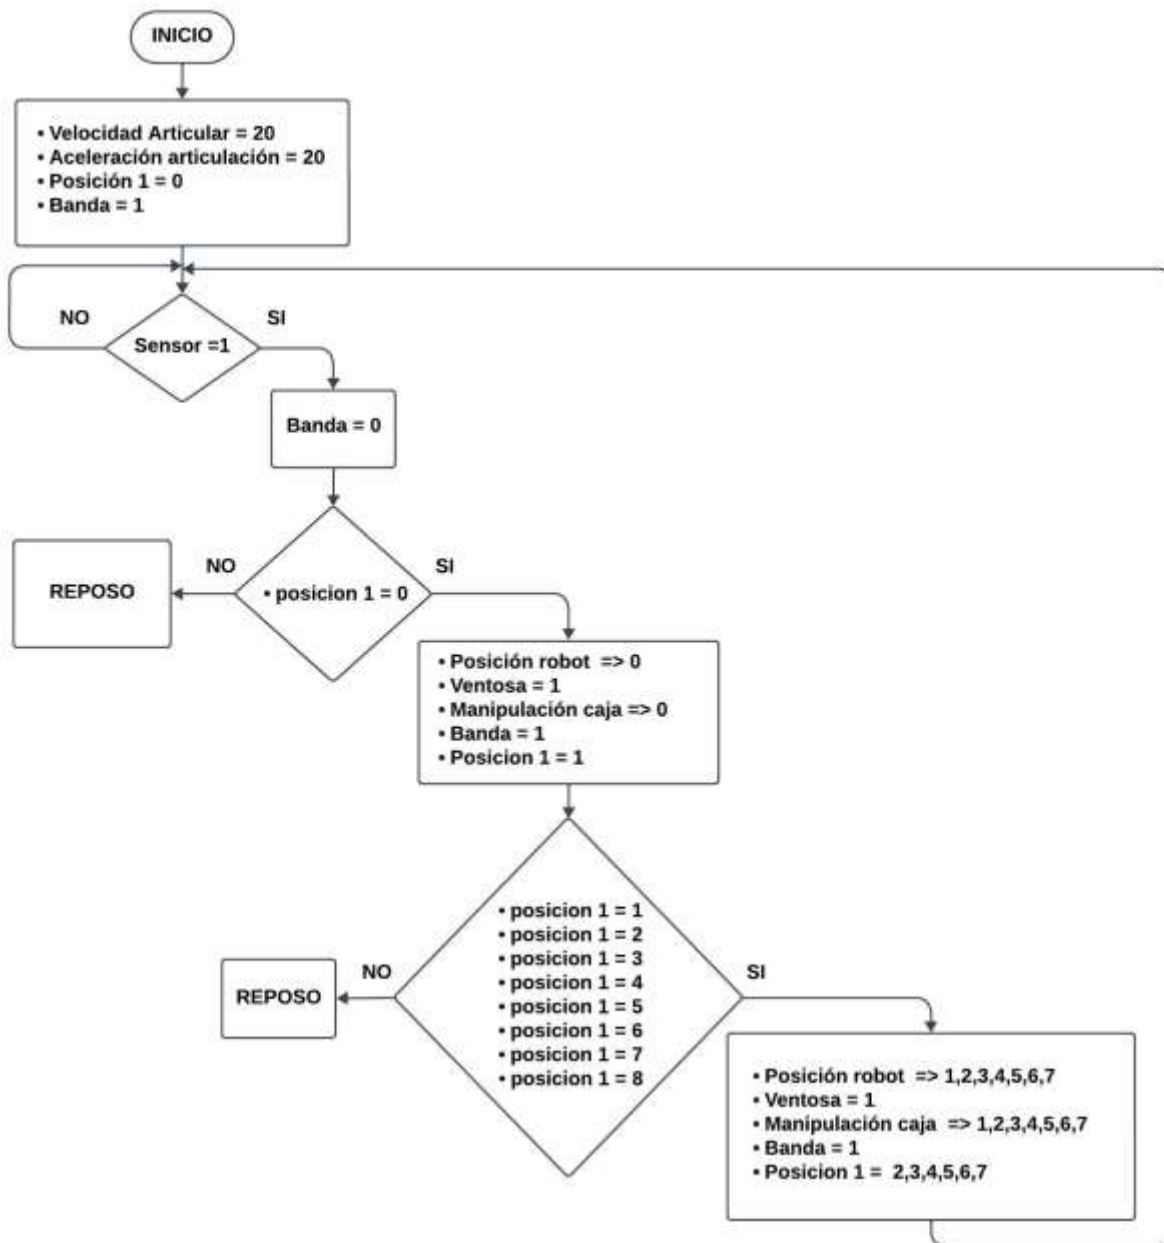 INICIO
• Velocidad Articular = 20
• Aceleración articulación = 20
• Posición 1 = 0
• Banda = 1
NO
SI
Sensor =1
Banda = 0
NO
SI
REPOSO
• posicion 1 = 0
• Posición robot => 0
• Ventosa = 1
• Manipulación caja => 0
• Banda = 1
• Posicion 1 = 1
• posicion 1 = 1
• posicion 1 = 2
• posicion 1 = 3
• posicion 1 = 4
• posicion 1 = 5
• posicion 1 = 6
• posicion 1 = 7
• posicion 1 = 8
NO
SI
REPOSO
• Posición robot => 1,2,3,4,5,6,7
• Ventosa = 1
• Manipulación caja => 1,2,3,4,5,6,7
• Banda = 1
• Posicion 1 = 2,3,4,5,6,7